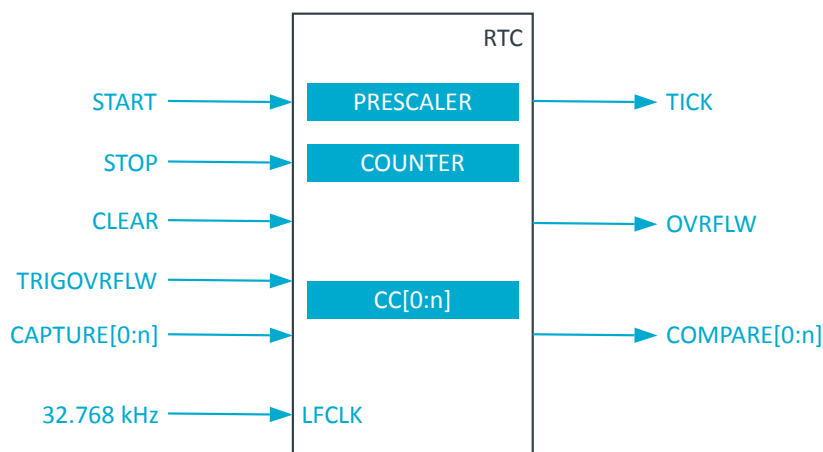 RTC
START PRESCALER TICK
STOP COUNTER
CLEAR OVRFLW
TRIGOVRFLW
CC[0:n]
CAPTURE[0:n] COMPARE[0:n]
32.768 kHz LFCLK